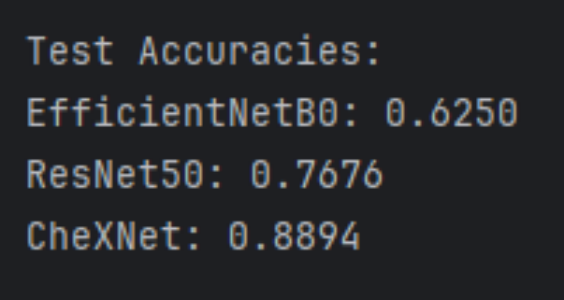 Test Accuracies:
EfficientNetB0: 0.6250
ResNet50: 0.7676
CheXNet: 0.8894